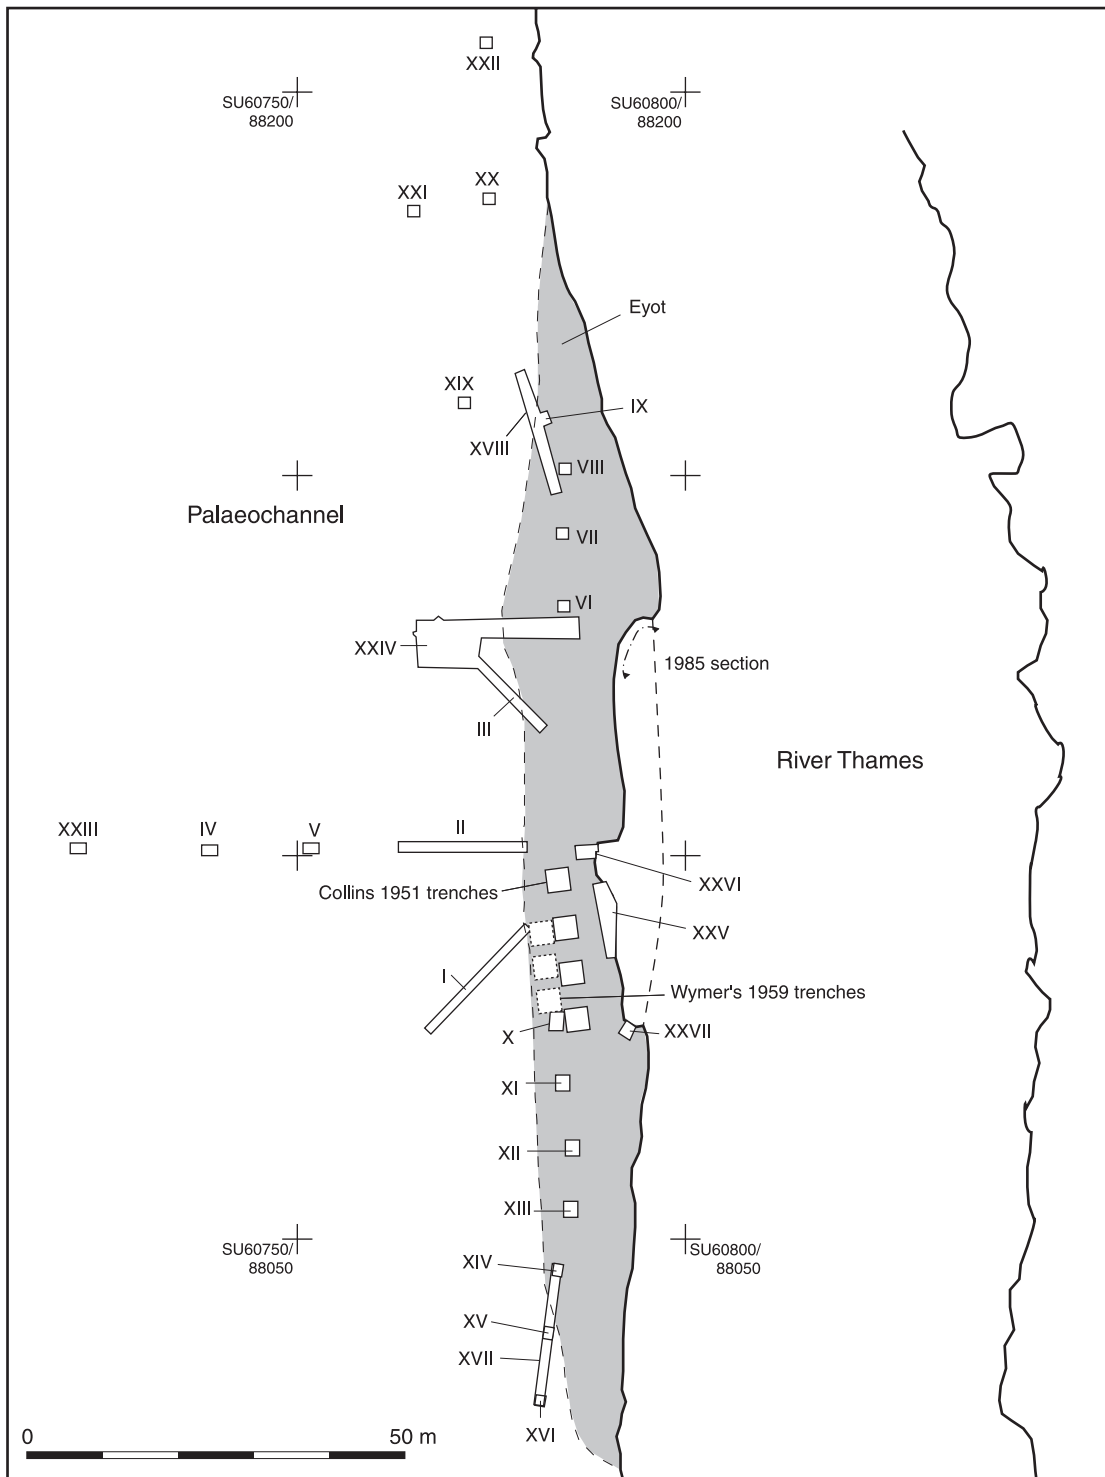 XXII
SU60750/
88200
SU60800/
88200
XXI
XX
Eyot
XIX
IX
XVIII
VIII
Palaeochannel
VII
VI
XXIV
1985 section
III
River Thames
XXIII
IV
V
II
XXVI
Collins 1951 trenches
XXV
I
Wymer's 1959 trenches
X
XXVII
XI
XII
XIII
SU60750/
88050
SU60800/
88050
XIV
XV
XVII
XVI
0
50 m